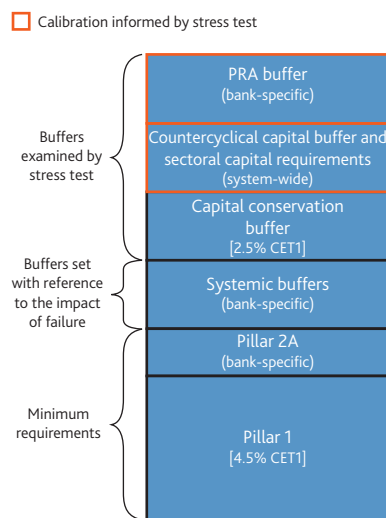 Calibration informed by stress test
PRA buffer
(bank-specific)
Buffers
examined by
stress test
Countercyclical capital buffer and
sectoral capital requirements
(system-wide)
Capital conservation
buffer
[2.5% CET1]
Buffers set
with reference
to the impact
of failure
Systemic buffers
(bank-specific)
Pillar 2A
(bank-specific)
Minimum
requirements
Pillar 1
[4.5% CET1]